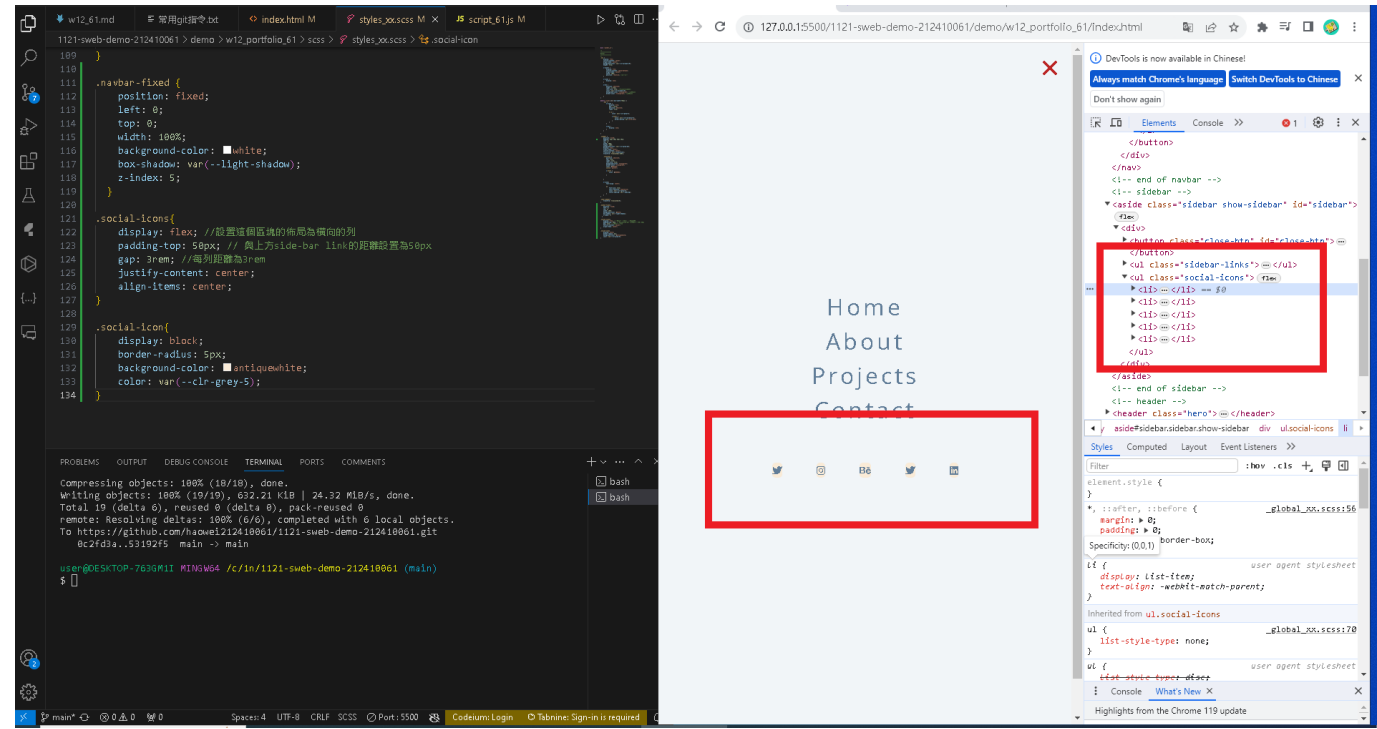 w12_61.md
常用git指令.txt
index.html M
styles_xx.scss M ×
JS script_61.js M
1121-sweb-demo-212410061 > demo > w12_portfolio_61 > scss > styles_xx.scss > .social-icon
109 }
110
111 .navbar-fixed {
112 position: fixed;
113 left: 0;
114 top: 0;
115 width: 100%;
116 background-color: white;
117 box-shadow: var(--light-shadow);
118 z-index: 5;
119 }
120
121 .social-icons{
122 display: flex; //設置這個區塊的佈局為橫向的列
123 padding-top: 50px; // 與上方side-bar link的距離設置為50px
124 gap: 3rem; //每列距離為3rem
125 justify-content: center;
126 align-items: center;
127 }
128
129 .social-icon{
130 display: block;
131 border-radius: 5px;
132 background-color: antiquewhite;
133 color: var(--clr-grey-5);
134 }
PROBLEMS OUTPUT DEBUG CONSOLE TERMINAL PORTS COMMENTS
Compressing objects: 100% (18/18), done.
Writing objects: 100% (19/19), 632.21 KiB | 24.32 MiB/s, done.
Total 19 (delta 6), reused 0 (delta 0), pack-reused 0
remote: Resolving deltas: 100% (6/6), completed with 6 local objects.
To https://github.com/haowei212410061/1121-sweb-demo-212410061.git
0c2fd3a..53192f5 main -> main
user@DESKTOP-763GM1I MINGW64 /c/1n/1121-sweb-demo-212410061 (main)
$
bash
bash
main* 0 0 0 Spaces: 4 UTF-8 CRLF SCSS Port : 5500 Codeium: Login Tabnine: Sign-in is required
127.0.0.1:5500/1121-sweb-demo-212410061/demo/w12_portfolio_61/index.html
Home
About
Projects
Contact
Bē
in
DevTools is now available in Chinese!
Always match Chrome's language
Switch DevTools to Chinese
Don't show again
Elements Console 1
</button>
</div>
</nav>
<!-- end of navbar -->
<!-- sidebar -->
<aside class="sidebar show-sidebar" id="sidebar">
flex
<div>
<button class="close-btn" id="close-btn">
</button>
<ul class="sidebar-links"> </ul>
<ul class="social-icons"> flex
<li> </li> == $0
<li> </li>
<li> </li>
<li> </li>
<li> </li>
</ul>
</div>
</aside>
<!-- end of sidebar -->
<!-- header -->
<header class="hero"> </header>
aside#sidebar.sidebar.show-sidebar div ul.social-icons li
Styles Computed Layout Event Listeners
Filter :hov .cls
element.style {
}
*, ::after, ::before { _global_xx.scss:56
margin: 0;
padding: 0;
border-box;
Specificity: (0,0,1)
li { user agent stylesheet
display: list-item;
text-align: -webkit-match-parent;
}
Inherited from ul.social-icons
ul { _global_xx.scss:70
list-style-type: none;
}
ul { user agent stylesheet
list-style-type: disc;
Console What's New ×
Highlights from the Chrome 119 update